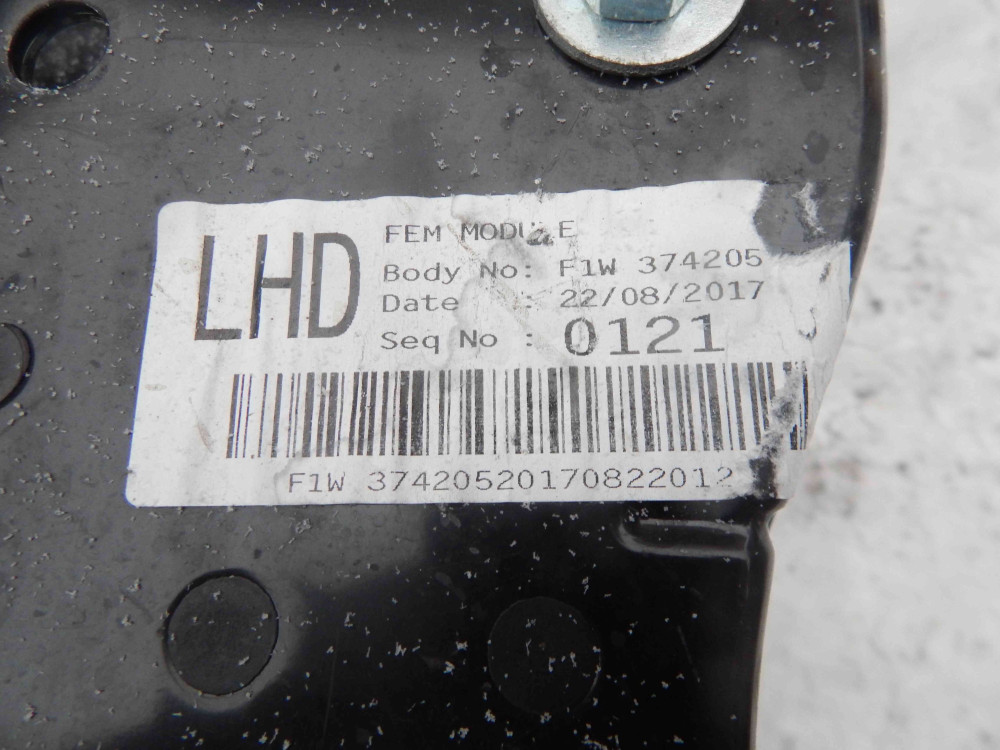 LHD
FEM MODULE
Body No: F1W 374205
Date : 22/08/2017
Seq No : 0121
F1W 37420520170822012